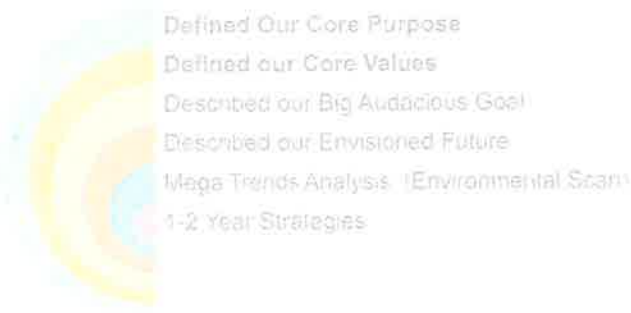 Defined Our Core Purpose
Defined our Core Values
Described our Big Audacious Goal
Described our Envisioned Future
Mega Trends Analysis (Environmental Scan)
1-2 Year Strategies